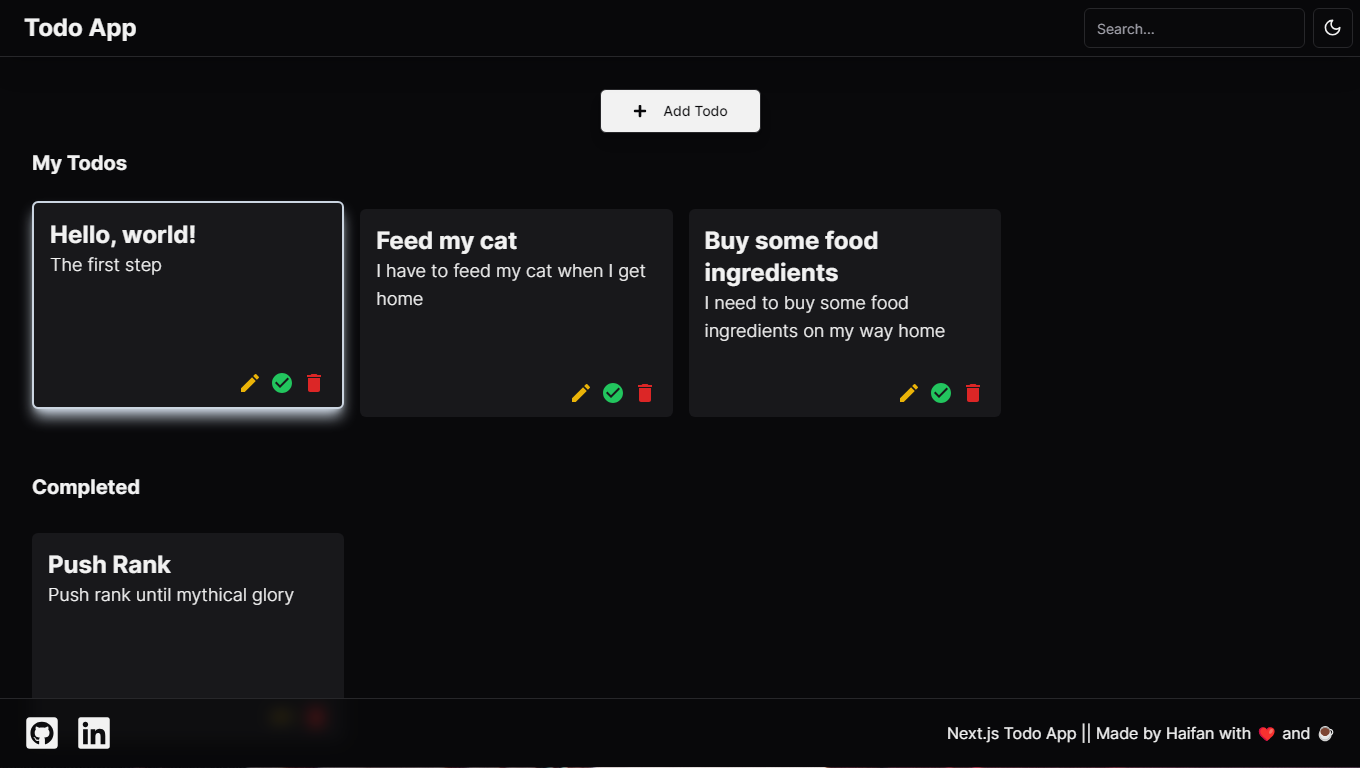 Todo App
Search...
Add Todo
My Todos
Hello, world!
The first step
Feed my cat
I have to feed my cat when I get
home
Buy some food
ingredients
I need to buy some food
ingredients on my way home
Completed
Push Rank
Push rank until mythical glory
in
Next.js Todo App || Made by Haifan with ❤️ and ☕